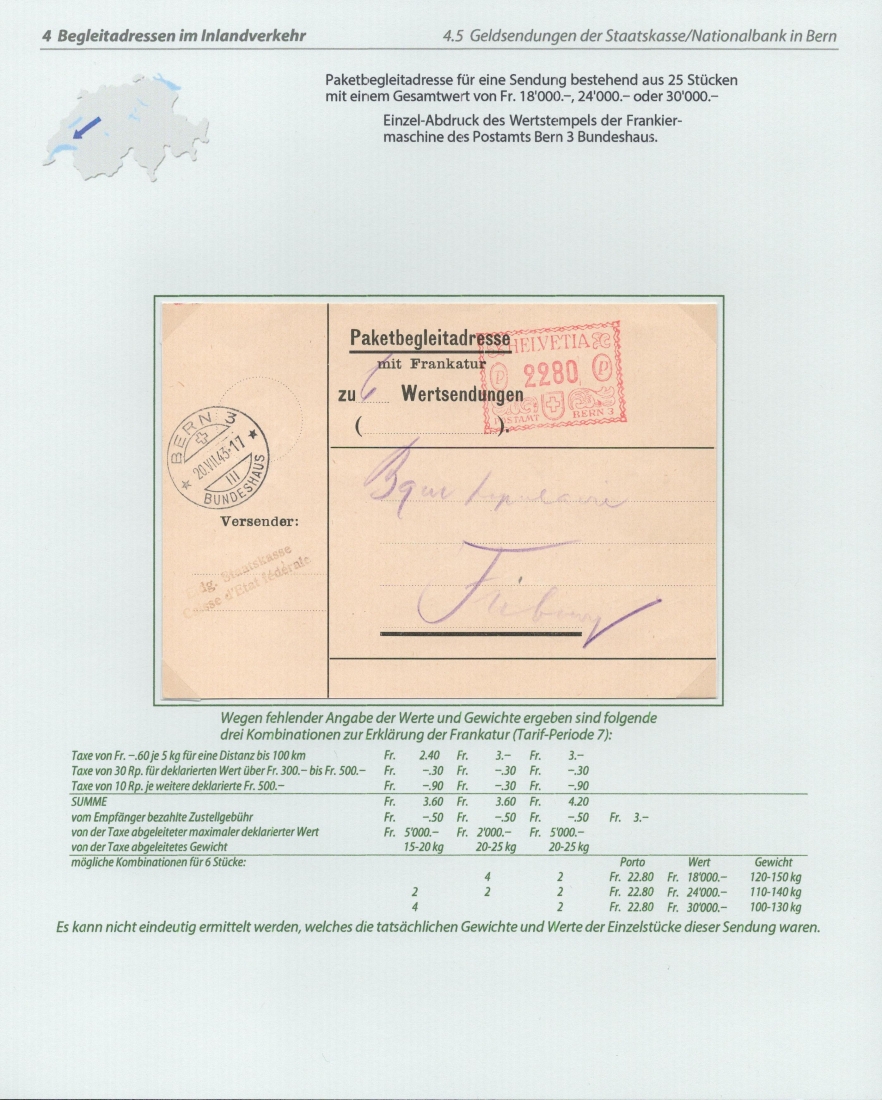 4 Begleitadressen im Inlandverkehr
4.5 Geldsendungen der Staatskasse/Nationalbank in Bern
Paketbegleitadresse für eine Sendung bestehend aus 25 Stücken
mit einem Gesamtwert von Fr. 18'000.–, 24'000.– oder 30'000.–
Einzel-Abdruck des Wertstempels der Frankier-
maschine des Postamts Bern 3 Bundeshaus.
Paketbegleitadresse
mit Frankatur
zu 6 Wertsendungen
( ).
HELVETIA
P 2280 P
POSTAMT BERN 3
BERN 3
20.VII.43-17
III
BUNDESHAUS
Versender:
Eidg. Staatskasse
Caisse d'Etat fédérale
Bque populaire
Fribourg
Wegen fehlender Angabe der Werte und Gewichte ergeben sind folgende
drei Kombinationen zur Erklärung der Frankatur (Tarif-Periode 7):
Taxe von Fr. –.60 je 5 kg für eine Distanz bis 100 km Fr. 2.40 Fr. 3.– Fr. 3.–
Taxe von 30 Rp. für deklarierten Wert über Fr. 300.– bis Fr. 500.– Fr. –.30 Fr. –.30 Fr. –.30
Taxe von 10 Rp. je weitere deklarierte Fr. 500.– Fr. –.90 Fr. –.30 Fr. –.90
SUMME Fr. 3.60 Fr. 3.60 Fr. 4.20
vom Empfänger bezahlte Zustellgebühr Fr. –.50 Fr. –.50 Fr. –.50 Fr. 3.–
von der Taxe abgeleiteter maximaler deklarierter Wert Fr. 5'000.– Fr. 2'000.– Fr. 5'000.–
von der Taxe abgeleitetes Gewicht 15-20 kg 20-25 kg 20-25 kg
mögliche Kombinationen für 6 Stücke: Porto Wert Gewicht
4 2 Fr. 22.80 Fr. 18'000.– 120-150 kg
2 2 2 Fr. 22.80 Fr. 24'000.– 110-140 kg
4 2 Fr. 22.80 Fr. 30'000.– 100-130 kg
Es kann nicht eindeutig ermittelt werden, welches die tatsächlichen Gewichte und Werte der Einzelstücke dieser Sendung waren.